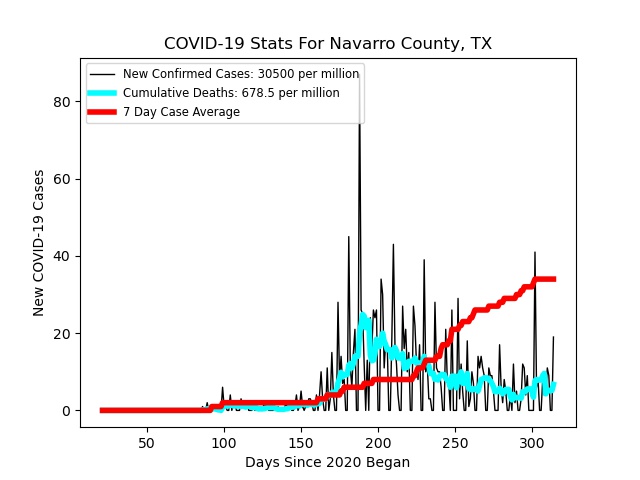 COVID-19 Stats For Navarro County, TX
New Confirmed Cases: 30500 per million
Cumulative Deaths: 678.5 per million
7 Day Case Average
New COVID-19 Cases
80
60
40
20
0
50 100 150 200 250 300
Days Since 2020 Began